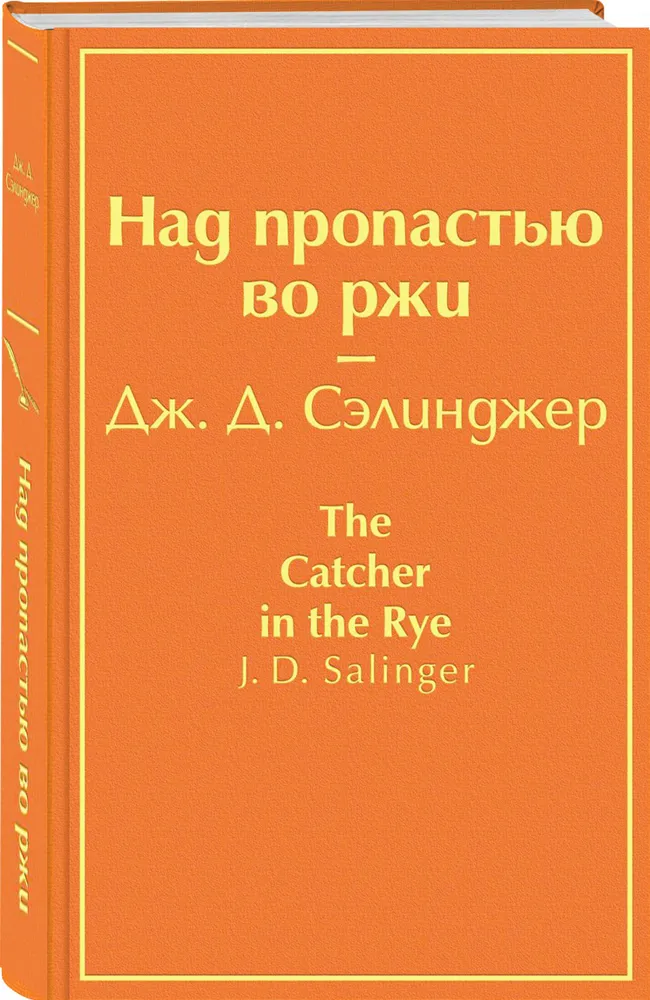 Над пропастью
во ржи
Дж. Д. Сэлинджер
The
Catcher
in the Rye
J. D. Salinger
Дж. Д.
Сэлинджер
Над пропастью во ржи